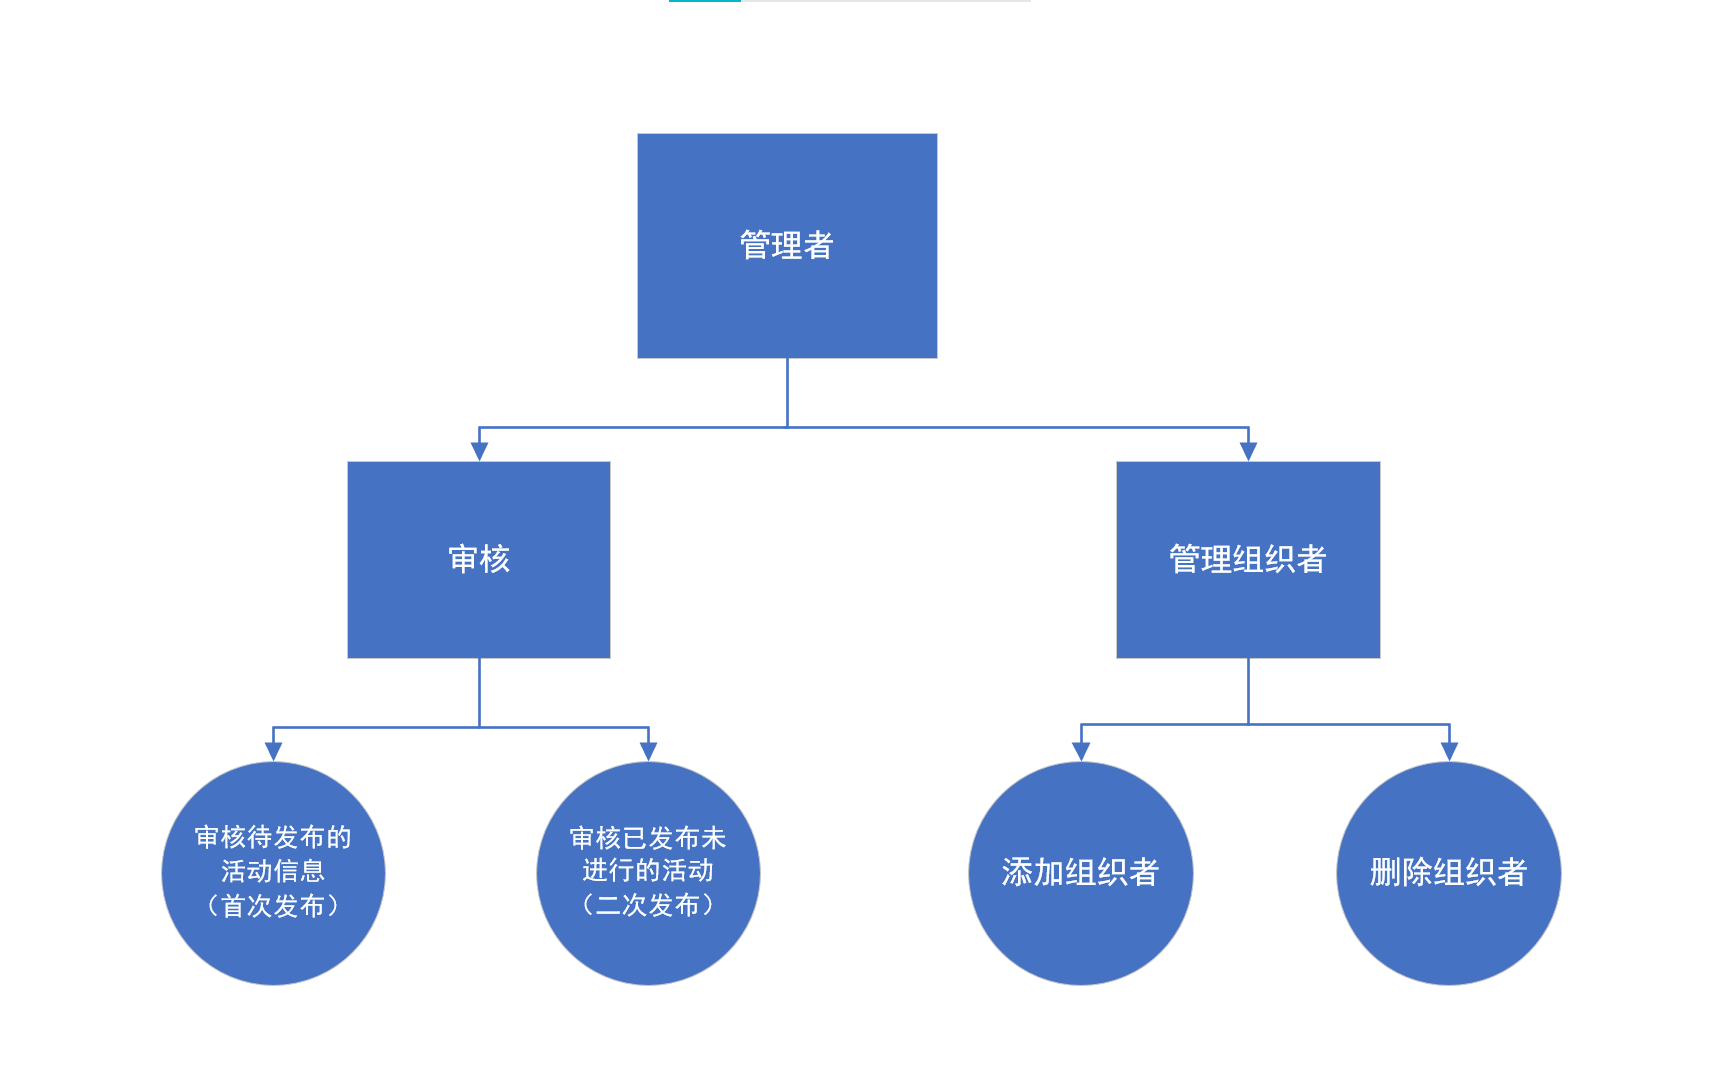 管理者
审核
管理组织者
审核待发布的
活动信息
（首次发布）
审核已发布未
进行的活动
（二次发布）
添加组织者
删除组织者